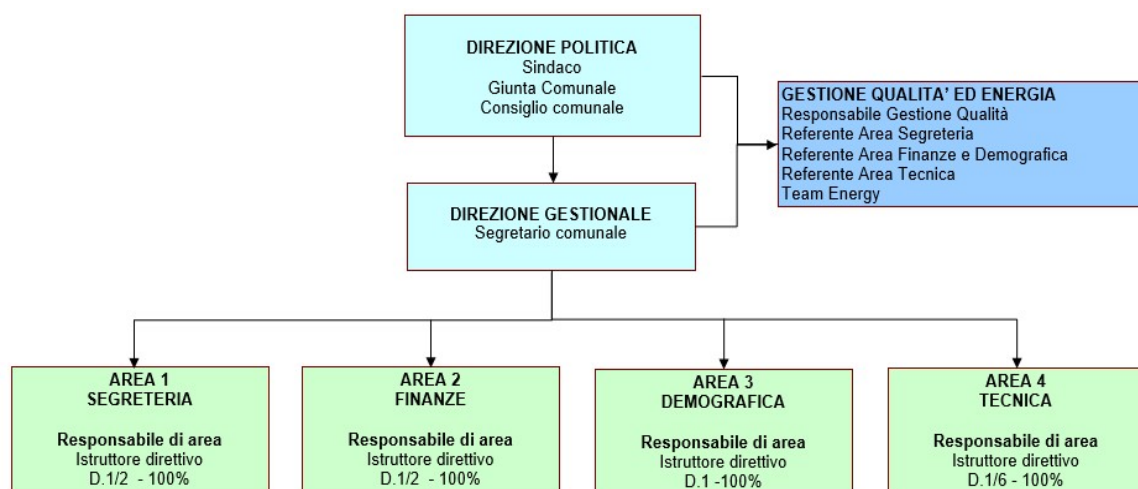 DIREZIONE POLITICA
Sindaco
Giunta Comunale
Consiglio comunale
GESTIONE QUALITA' ED ENERGIA
Responsabile Gestione Qualità
Referente Area Segreteria
Referente Area Finanze e Demografica
Referente Area Tecnica
Team Energy
DIREZIONE GESTIONALE
Segretario comunale
AREA 1
SEGRETERIA
Responsabile di area
Istruttore direttivo
D.1/2 - 100%
AREA 2
FINANZE
Responsabile di area
Istruttore direttivo
D.1/2 - 100%
AREA 3
DEMOGRAFICA
Responsabile di area
Istruttore direttivo
D.1 -100%
AREA 4
TECNICA
Responsabile di area
Istruttore direttivo
D.1/6 - 100%